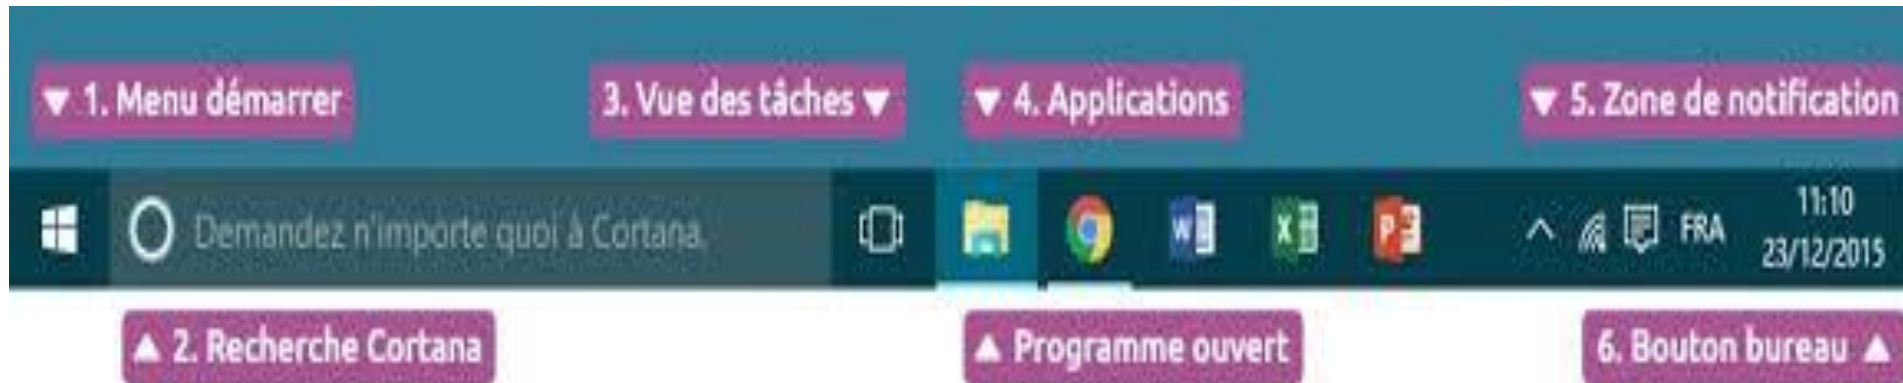 ▼ 1. Menu démarrer
3. Vue des tâches ▼
▼ 4. Applications
▼ 5. Zone de notification
Demandez n'importe quoi à Cortana.
W
X
P
FRA
11:10
23/12/2015
▲ 2. Recherche Cortana
▲ Programme ouvert
6. Bouton bureau ▲